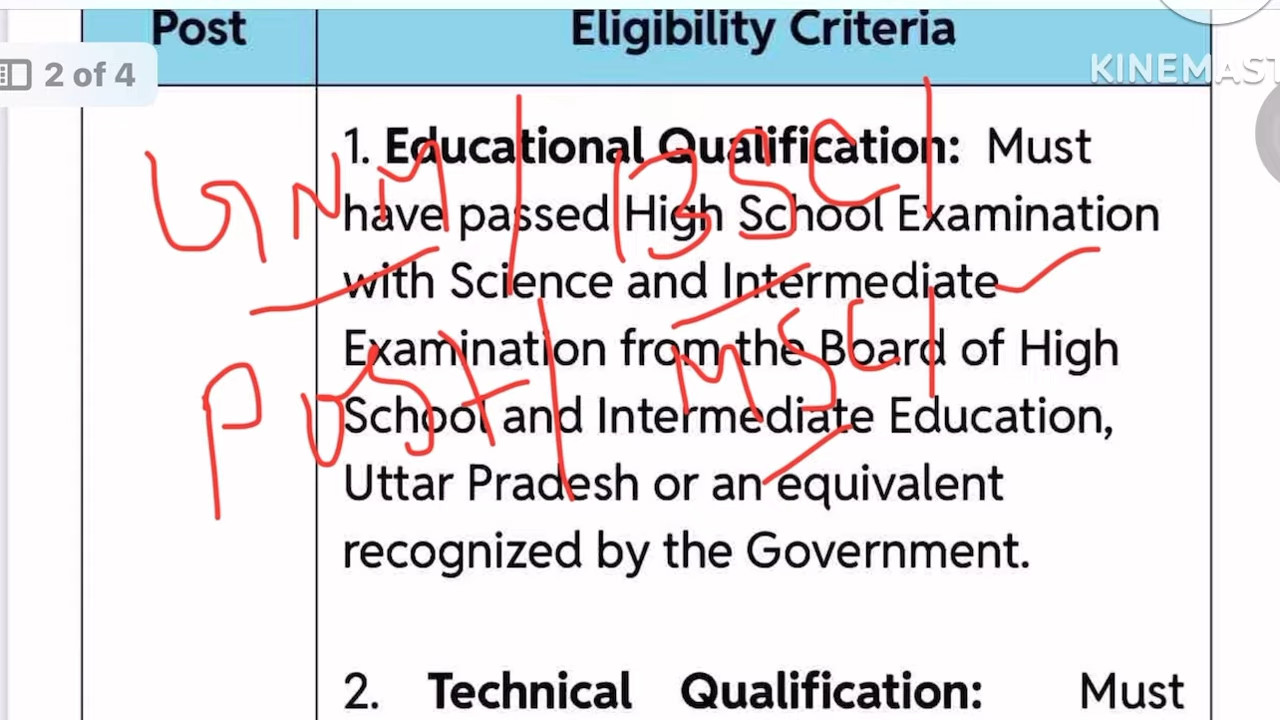 Post
Eligibility Criteria
2 of 4
KINEMAST
1. Educational Qualification: Must
have passed High School Examination
with Science and Intermediate
Examination from the Board of High
School and Intermediate Education,
Uttar Pradesh or an equivalent
recognized by the Government.
2. Technical Qualification: Must
GNM / BSC /
POST / MSC /